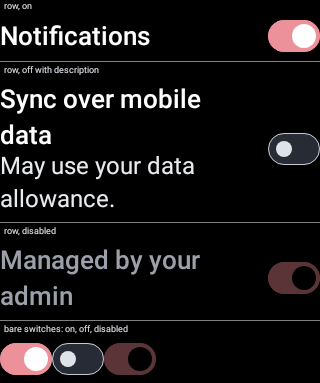 row, on
Notifications
row, off with description
Sync over mobile
data
May use your data
allowance.
row, disabled
Managed by your
admin
bare switches: on, off, disabled